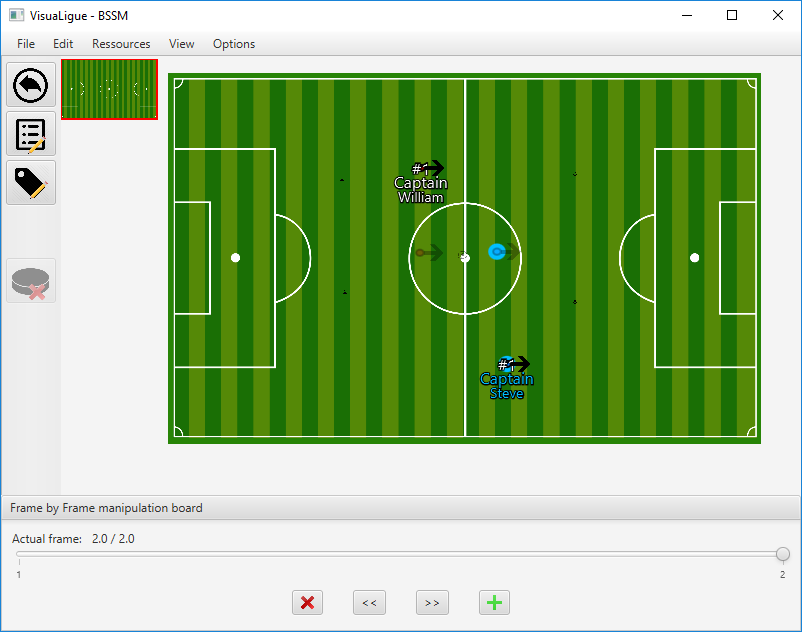 VisuaLigue - BSSM
File Edit Ressources View Options
#1
Captain
William
#1
Captain
Steve
Frame by Frame manipulation board
Actual frame: 2.0 / 2.0
1 2
<< >>